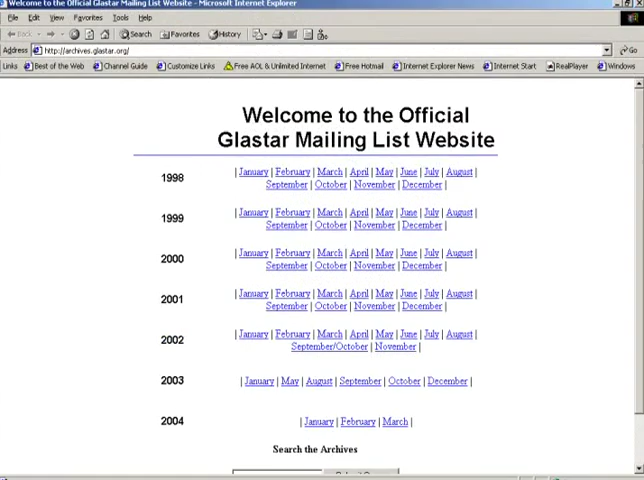 Welcome to the Official Glastar Mailing List Website - Microsoft Internet Explorer
File Edit View Favorites Tools Help
Back Search Favorites History
Address http://archives.glastar.org/ Go
Links Best of the Web Channel Guide Customize Links Free AOL & Unlimited Internet Free Hotmail Internet Explorer News Internet Start RealPlayer Windows
Welcome to the Official
Glastar Mailing List Website
1998 | January | February | March | April | May | June | July | August |
September | October | November | December |
1999 | January | February | March | April | May | June | July | August |
September | October | November | December |
2000 | January | February | March | April | May | June | July | August |
September | October | November | December |
2001 | January | February | March | April | May | June | July | August |
September | October | November | December |
2002 | January | February | March | April | May | June | July | August |
September/October | November |
2003 | January | May | August | September | October | December |
2004 | January | February | March |
Search the Archives